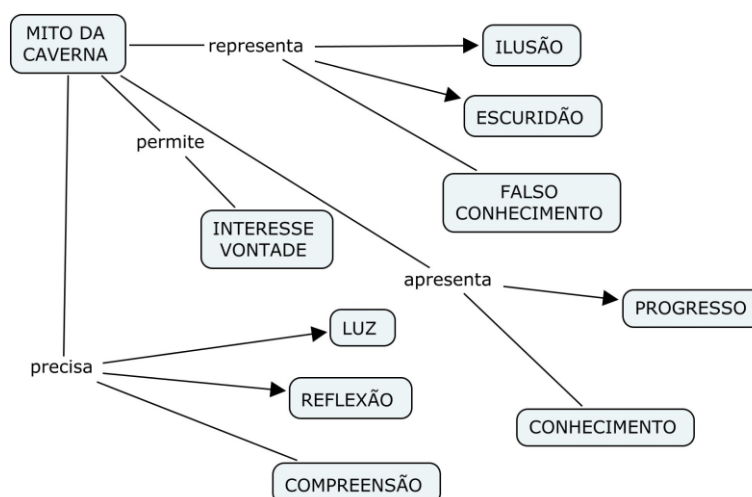 MITO DA
CAVERNA
representa
ILUSÃO
ESCURIDÃO
permite
FALSO
CONHECIMENTO
INTERESSE
VONTADE
apresenta
PROGRESSO
LUZ
precisa
REFLEXÃO
CONHECIMENTO
COMPREENSÃO